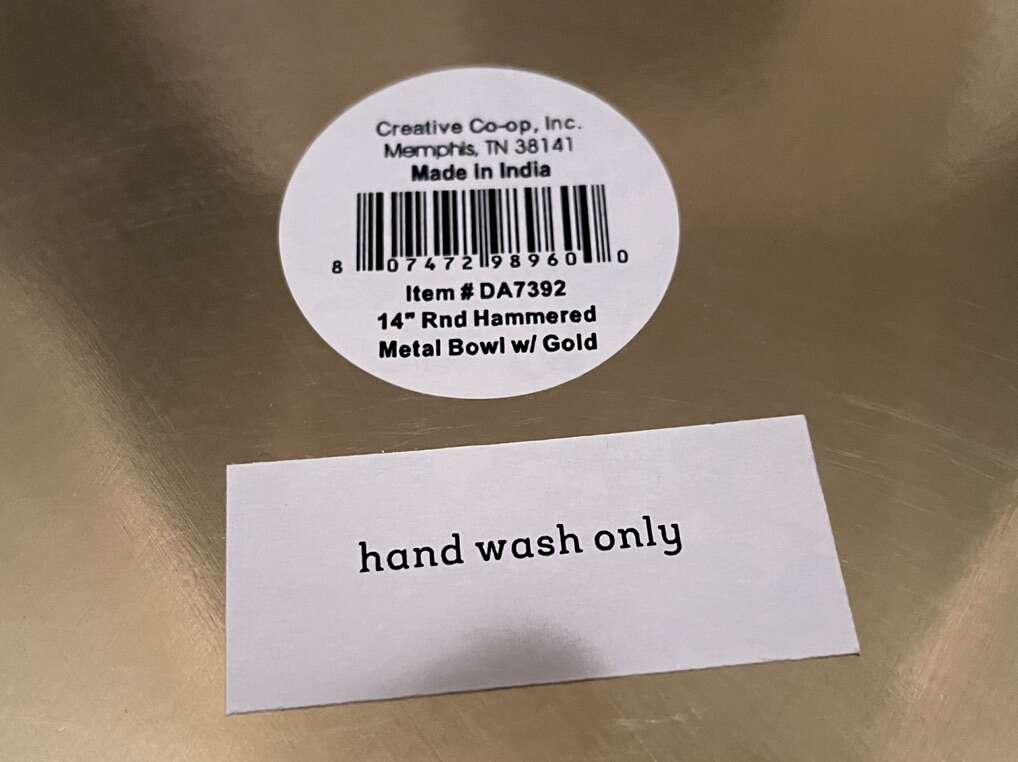 Creative Co-op, Inc.
Memphis, TN 38141
Made In India
8 07472 98960 0
Item # DA7392
14" Rnd Hammered
Metal Bowl w/ Gold
hand wash only